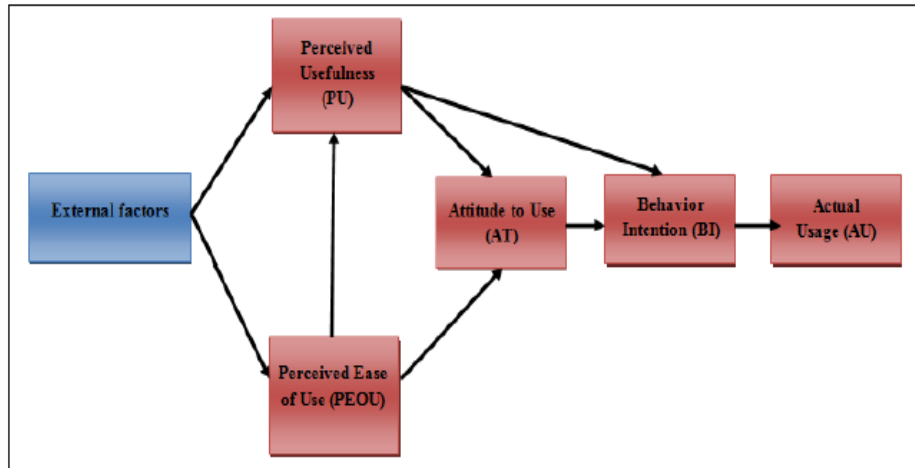 Perceived
Usefulness
(PU)
External factors
Attitude to Use
(AT)
Behavior
Intention (BI)
Actual
Usage (AU)
Perceived Ease
of Use (PEOU)